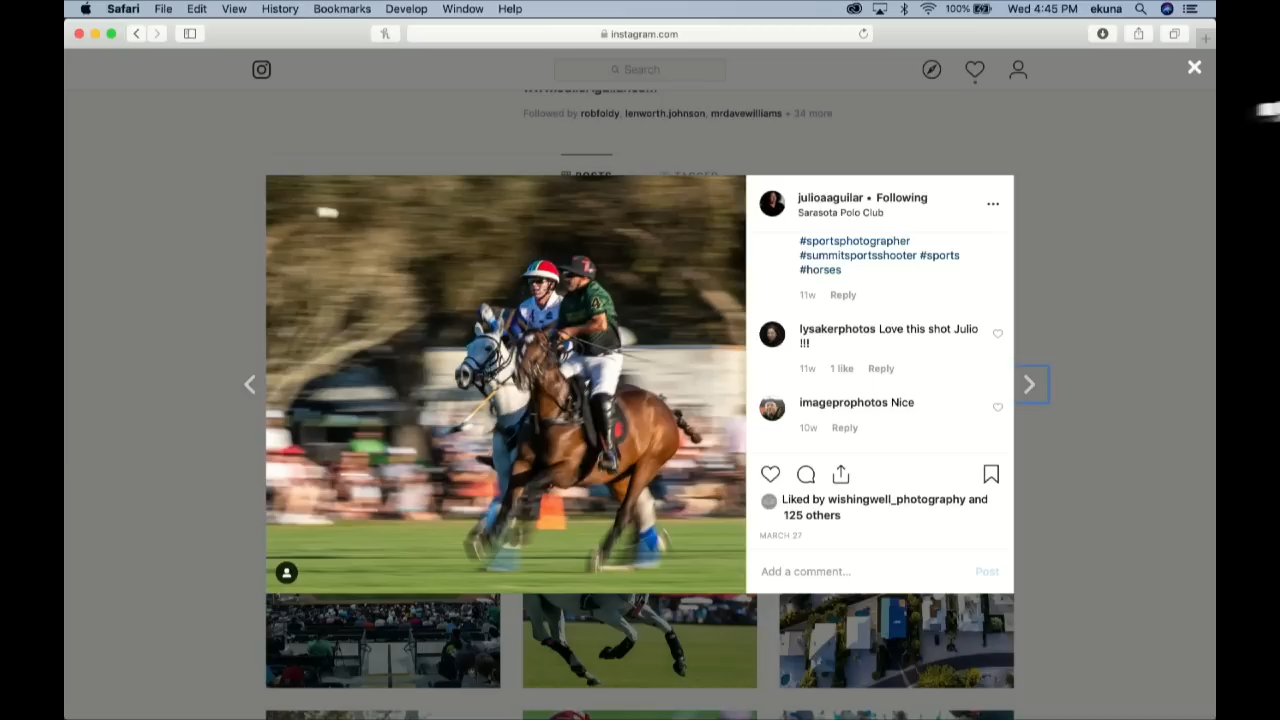 Safari File Edit View History Bookmarks Develop Window Help 100% Wed 4:45 PM ekuna
instagram.com
Search
Followed by robfoldy, lenworth.johnson, mrdavewilliams + 34 more
POSTS TAGGED
julioaaguilar • Following
Sarasota Polo Club
#sportsphotographer
#summitsportsshooter #sports
#horses
11w Reply
lysakerphotos Love this shot Julio
!!!
11w 1 like Reply
imageprophotos Nice
10w Reply
Liked by wishingwell_photography and
125 others
MARCH 27
Add a comment... Post